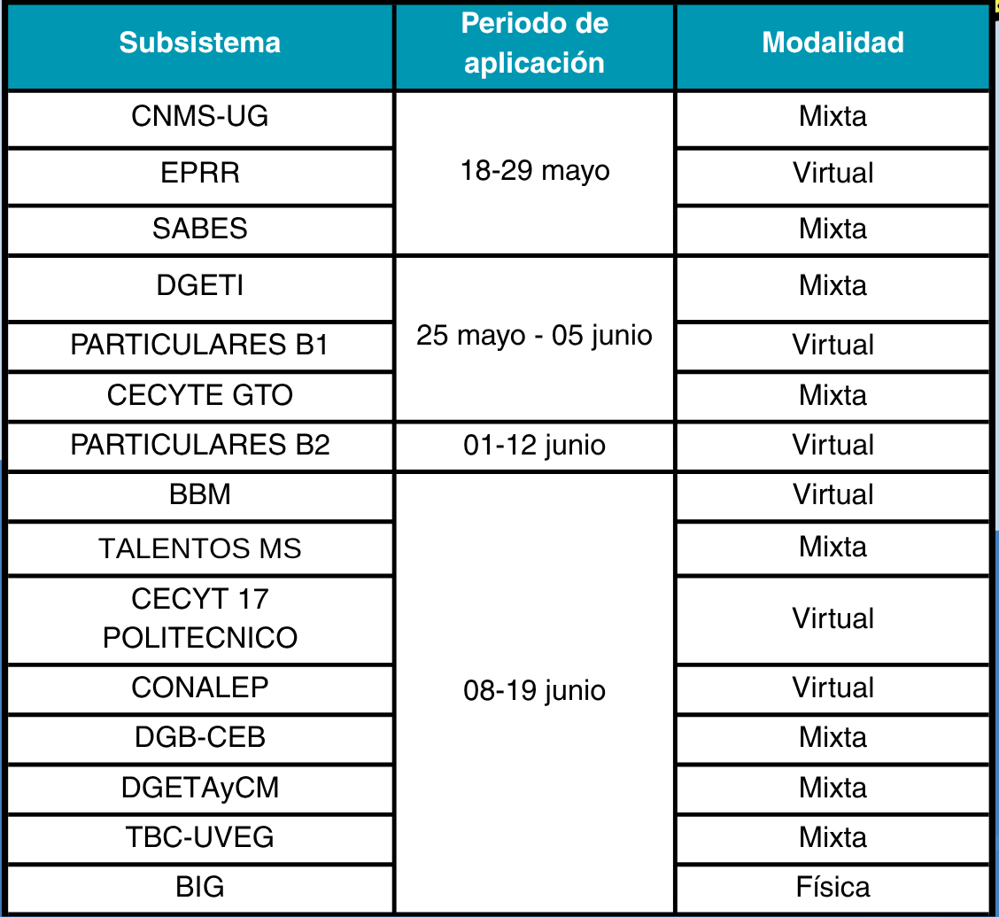 Subsistema
Periodo de
aplicación
Modalidad
CNMS-UG
18-29 mayo
Mixta
EPRR
Virtual
SABES
Mixta
DGETI
25 mayo - 05 junio
Mixta
PARTICULARES B1
Virtual
CECYTE GTO
Mixta
PARTICULARES B2
01-12 junio
Virtual
BBM
08-19 junio
Virtual
TALENTOS MS
Mixta
CECYT 17
POLITECNICO
Virtual
CONALEP
Virtual
DGB-CEB
Mixta
DGETAyCM
Mixta
TBC-UVEG
Mixta
BIG
Física